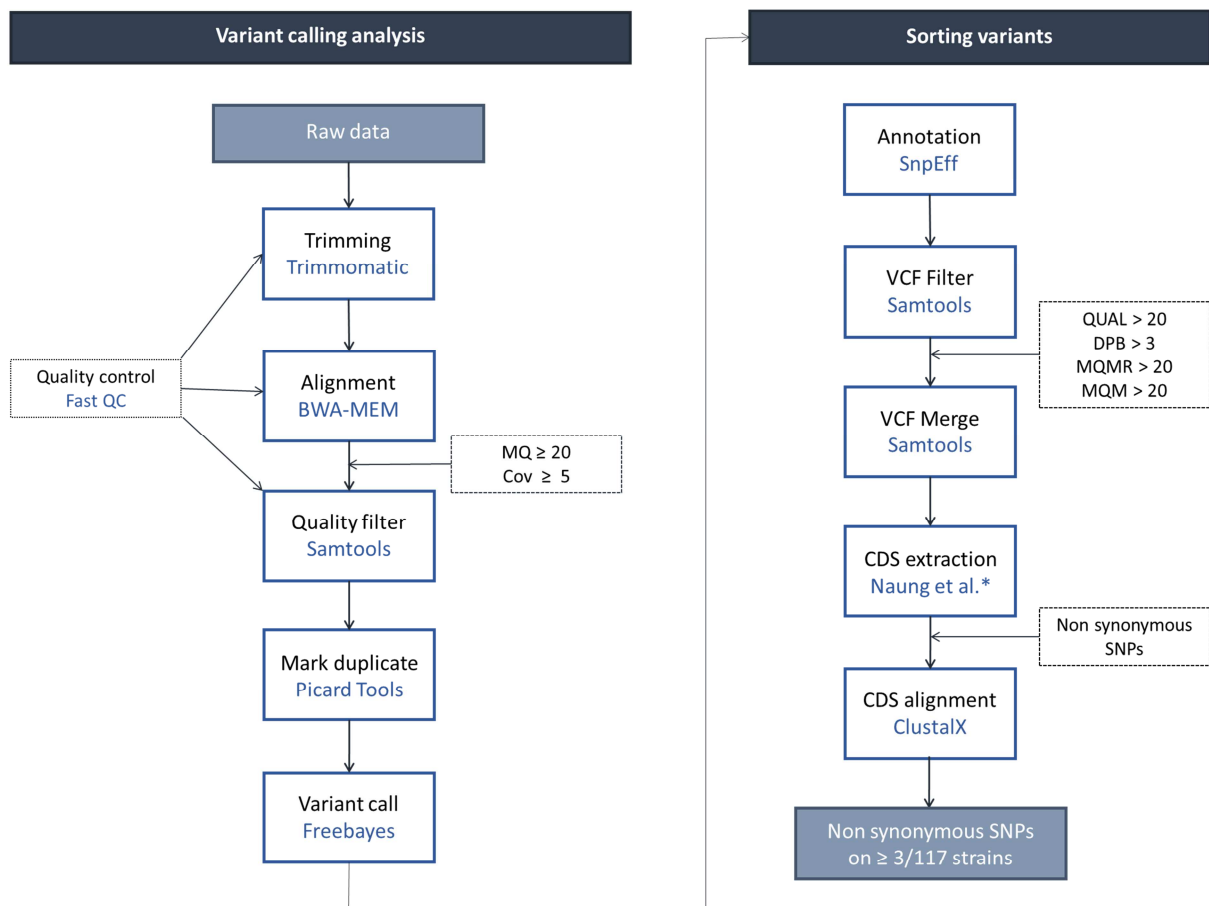 Variant calling analysis
Raw data
Trimming
Trimmomatic
Quality control
Fast QC
Alignment
BWA-MEM
MQ ≥ 20
Cov ≥ 5
Quality filter
Samtools
Mark duplicate
Picard Tools
Variant call
Freebayes
Sorting variants
Annotation
SnpEff
VCF Filter
Samtools
QUAL > 20
DPB > 3
MQMR > 20
MQM > 20
VCF Merge
Samtools
CDS extraction
Naung et al.*
Non synonymous
SNPs
CDS alignment
ClustalX
Non synonymous SNPs
on ≥ 3/117 strains